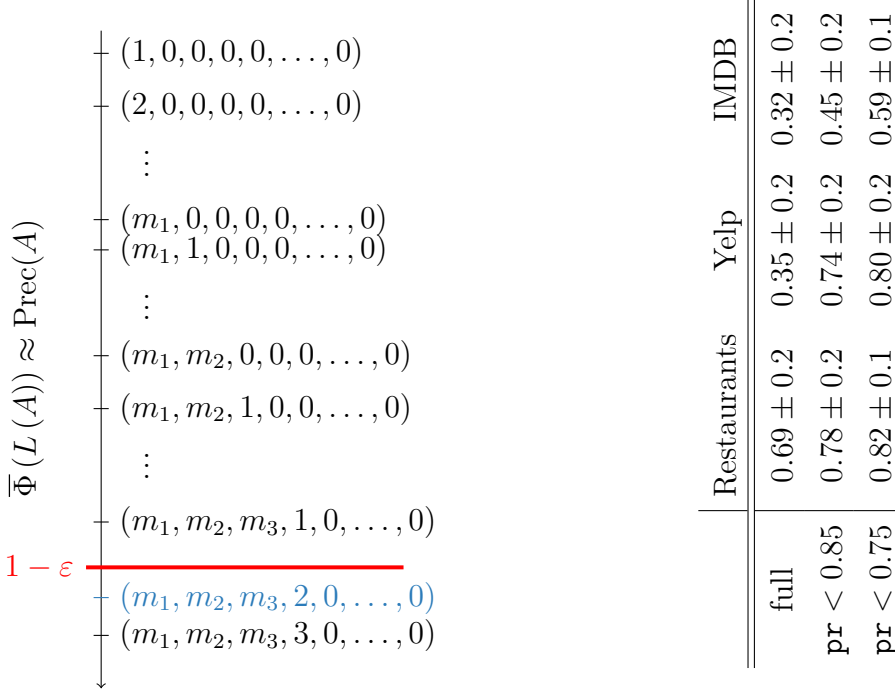 (1, 0, 0, 0, 0, . . . , 0)
(2, 0, 0, 0, 0, . . . , 0)
⋮
(m₁, 0, 0, 0, 0, . . . , 0)
(m₁, 1, 0, 0, 0, . . . , 0)
⋮
(m₁, m₂, 0, 0, 0, . . . , 0)
(m₁, m₂, 1, 0, 0, . . . , 0)
⋮
(m₁, m₂, m₃, 1, 0, . . . , 0)
1 − ε
(m₁, m₂, m₃, 2, 0, . . . , 0)
(m₁, m₂, m₃, 3, 0, . . . , 0)
Φ̅ (L (A)) ≈ Prec(A)
Restaurants Yelp IMDB
full 0.69 ± 0.2 0.35 ± 0.2 0.32 ± 0.2
pr < 0.85 0.78 ± 0.2 0.74 ± 0.2 0.45 ± 0.2
pr < 0.75 0.82 ± 0.1 0.80 ± 0.2 0.59 ± 0.1